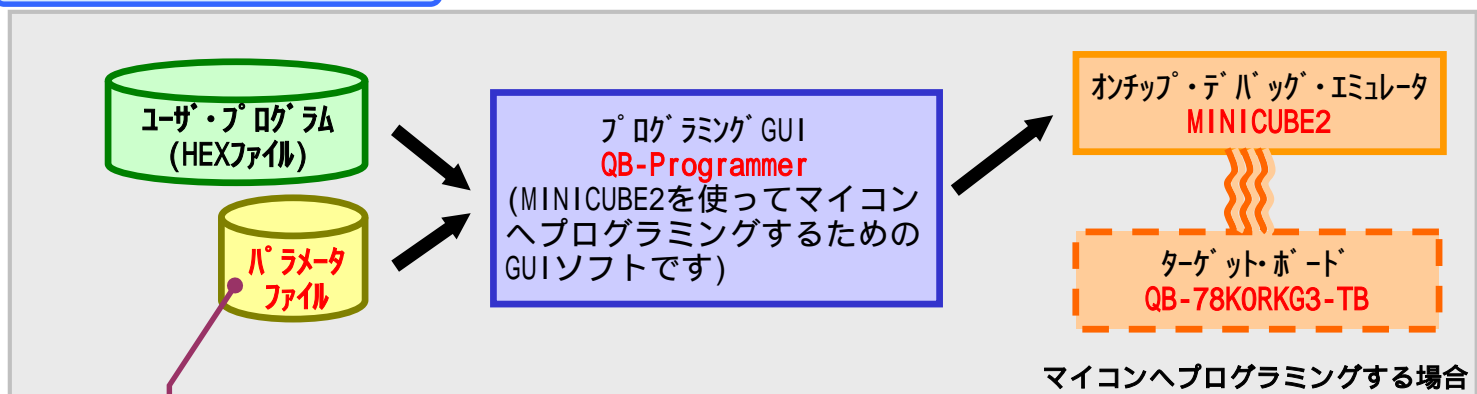 ﾕｰｻﾞ・ﾌﾟﾛｸﾞﾗﾑ
(HEXﾌｧｲﾙ)
ﾊﾟﾗﾒｰﾀ
ﾌｧｲﾙ
ﾌﾟﾛｸﾞﾗﾐﾝｸﾞGUI
QB-Programmer
(MINICUBE2を使ってマイコン
へプログラミングするための
GUIソフトです)
ｵﾝﾁｯﾌﾟ・ﾃﾞﾊﾞｯｸﾞ・ｴﾐｭﾚｰﾀ
MINICUBE2
ﾀｰｹﾞｯﾄ・ﾎﾞｰﾄﾞ
QB-78K0RKG3-TB
マイコンへプログラミングする場合